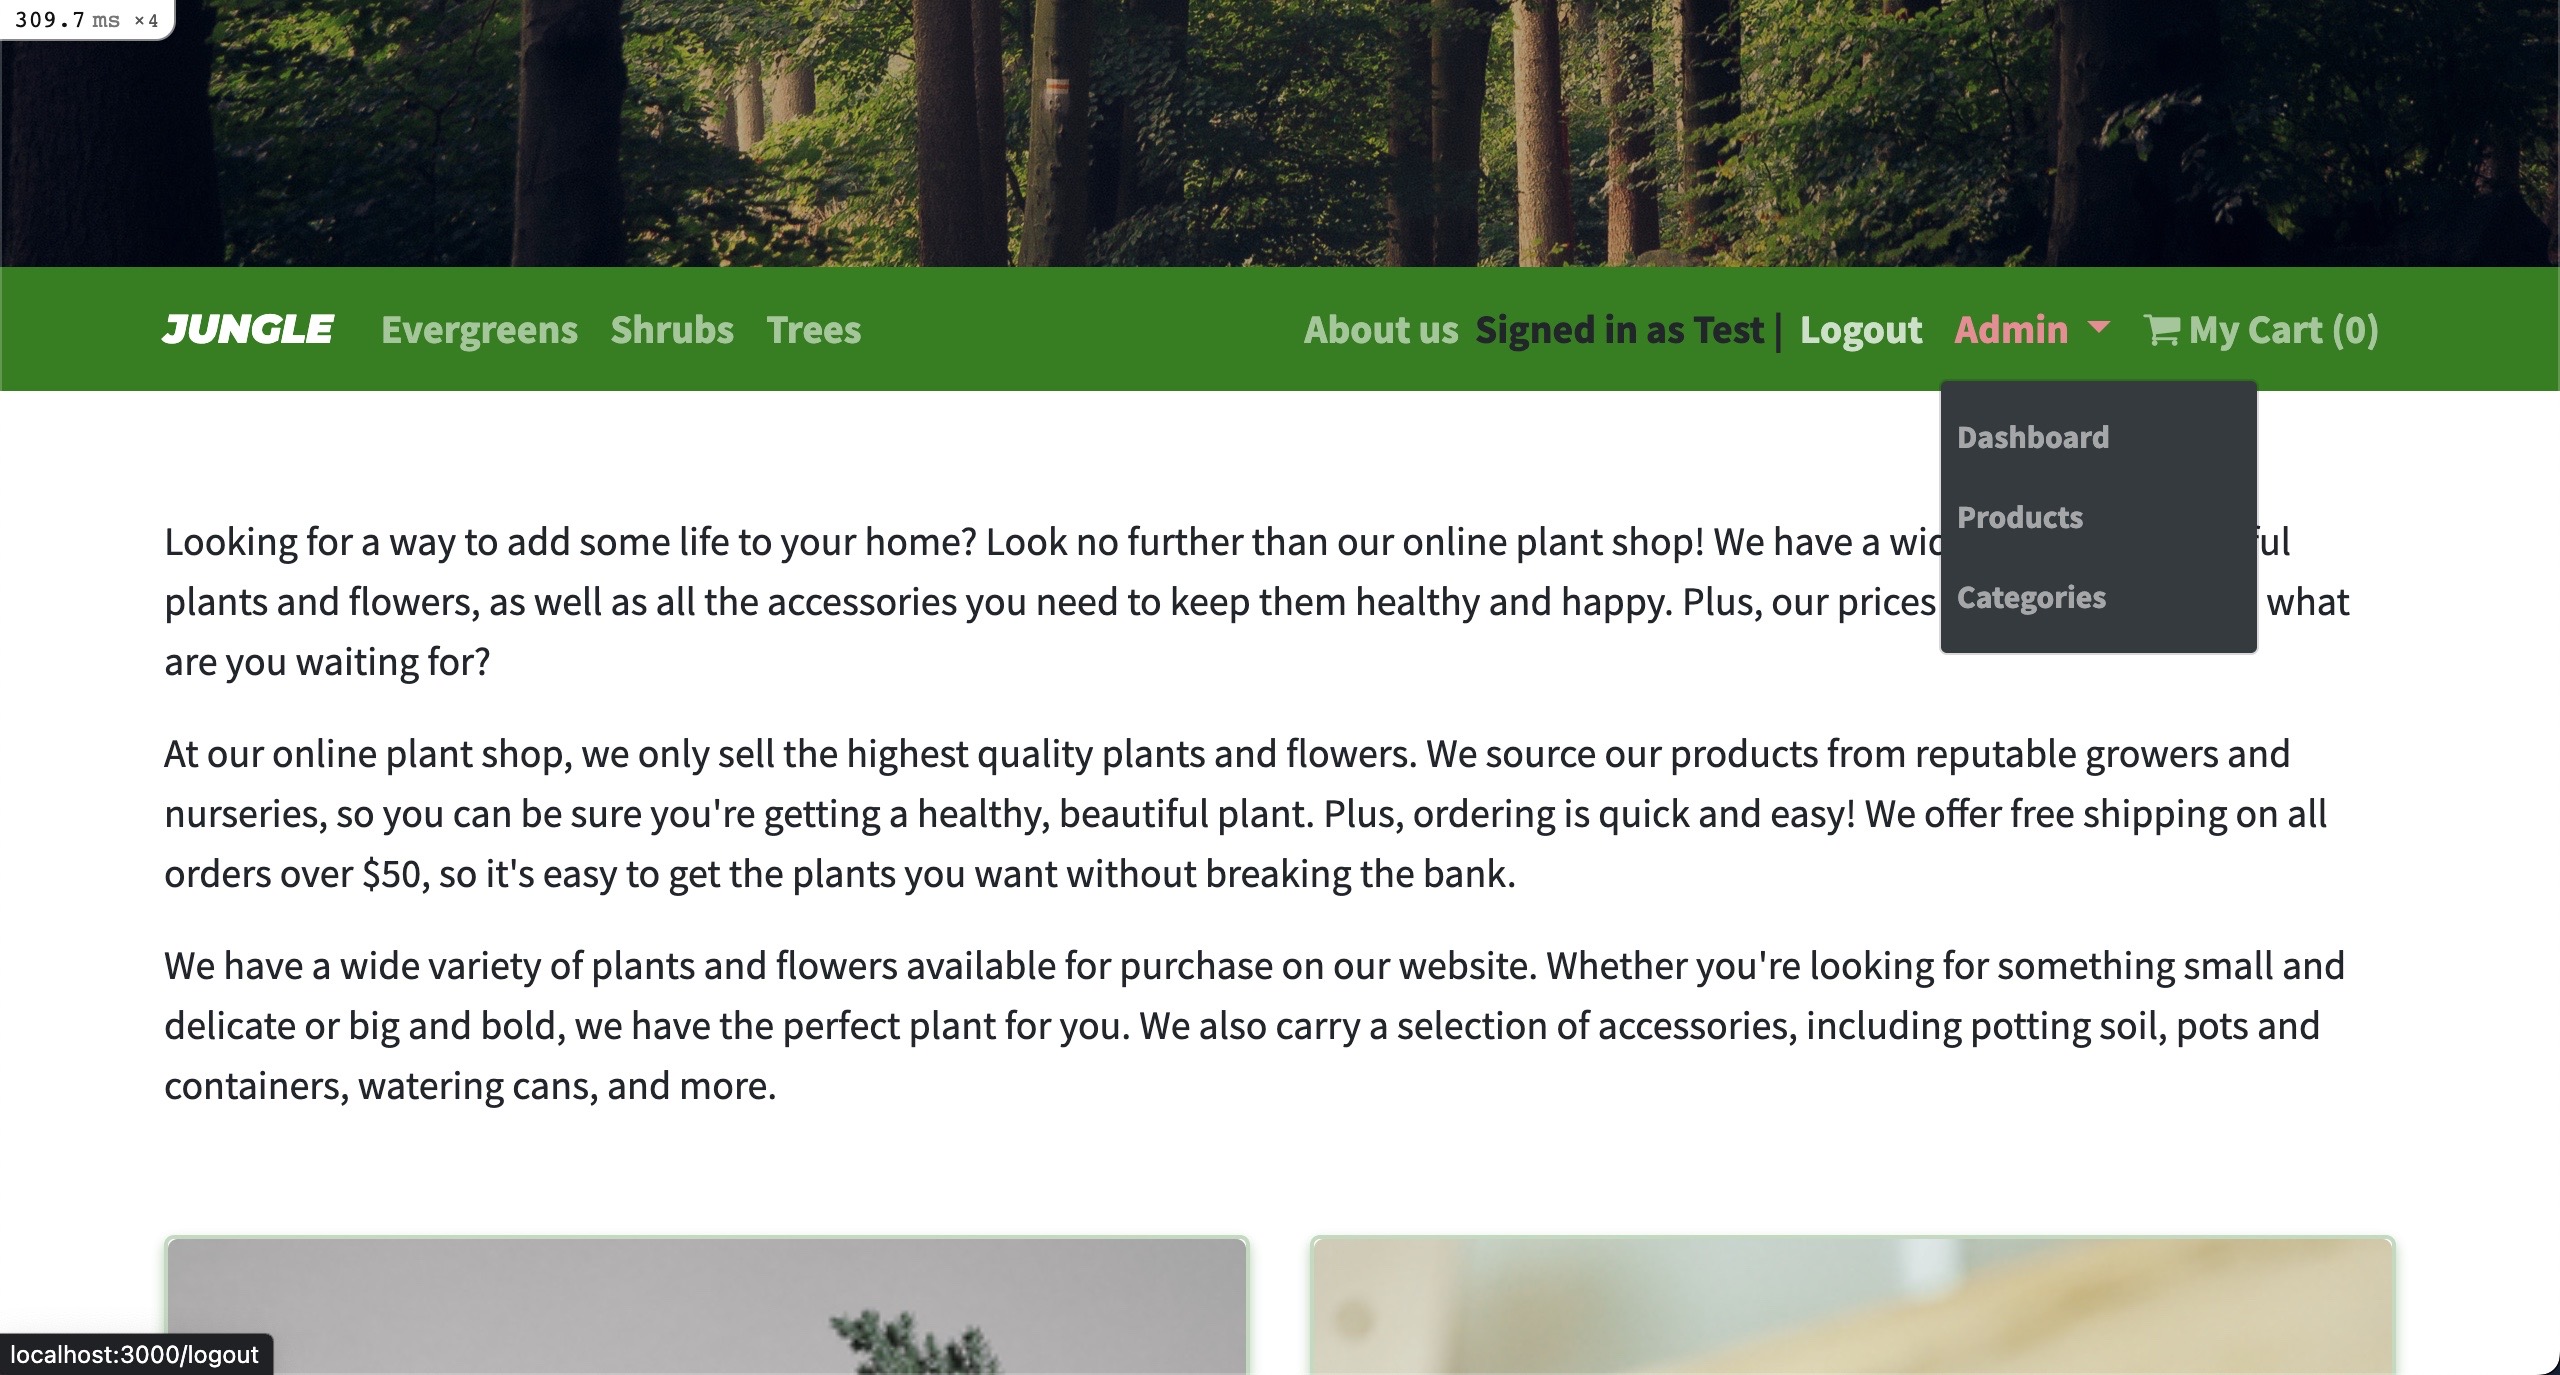 309.7 ms ×4
JUNGLE Evergreens Shrubs Trees About us Signed in as Test | Logout Admin My Cart (0)
Dashboard
Products
Categories
Looking for a way to add some life to your home? Look no further than our online plant shop! We have a ful
plants and flowers, as well as all the accessories you need to keep them healthy and happy. Plus, our prices what
are you waiting for?
At our online plant shop, we only sell the highest quality plants and flowers. We source our products from reputable growers and
nurseries, so you can be sure you're getting a healthy, beautiful plant. Plus, ordering is quick and easy! We offer free shipping on all
orders over $50, so it's easy to get the plants you want without breaking the bank.
We have a wide variety of plants and flowers available for purchase on our website. Whether you're looking for something small and
delicate or big and bold, we have the perfect plant for you. We also carry a selection of accessories, including potting soil, pots and
containers, watering cans, and more.
localhost:3000/logout